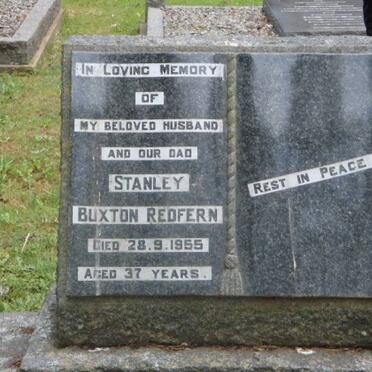 IN LOVING MEMORY
OF
MY BELOVED HUSBAND
AND OUR DAD
STANLEY
BUXTON REDFERN
DIED 28.9.1955
AGED 37 YEARS.
REST IN PEACE